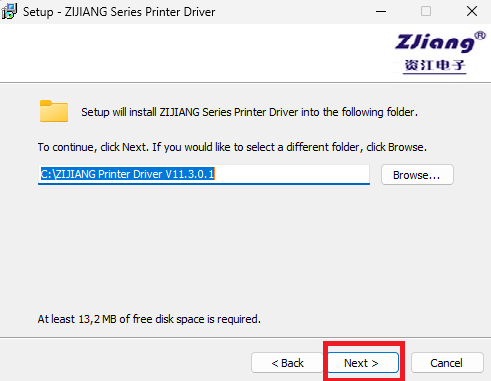 Setup - ZIJIANG Series Printer Driver
ZJiang®
资江电子
Setup will install ZIJIANG Series Printer Driver into the following folder.
To continue, click Next. If you would like to select a different folder, click Browse.
C:\ZIJIANG Printer Driver V11.3.0.1
Browse...
At least 13,2 MB of free disk space is required.
< Back
Next >
Cancel